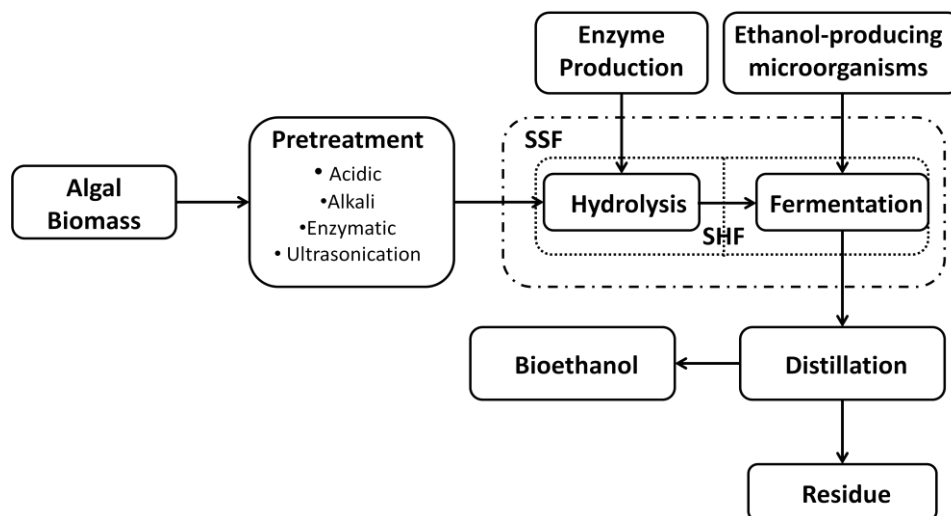 Enzyme
Production
Ethanol-producing
microorganisms
SSF
Pretreatment
• Acidic
•Alkali
•Enzymatic
• Ultrasonication
Algal
Biomass
Hydrolysis
Fermentation
SHF
Bioethanol
Distillation
Residue